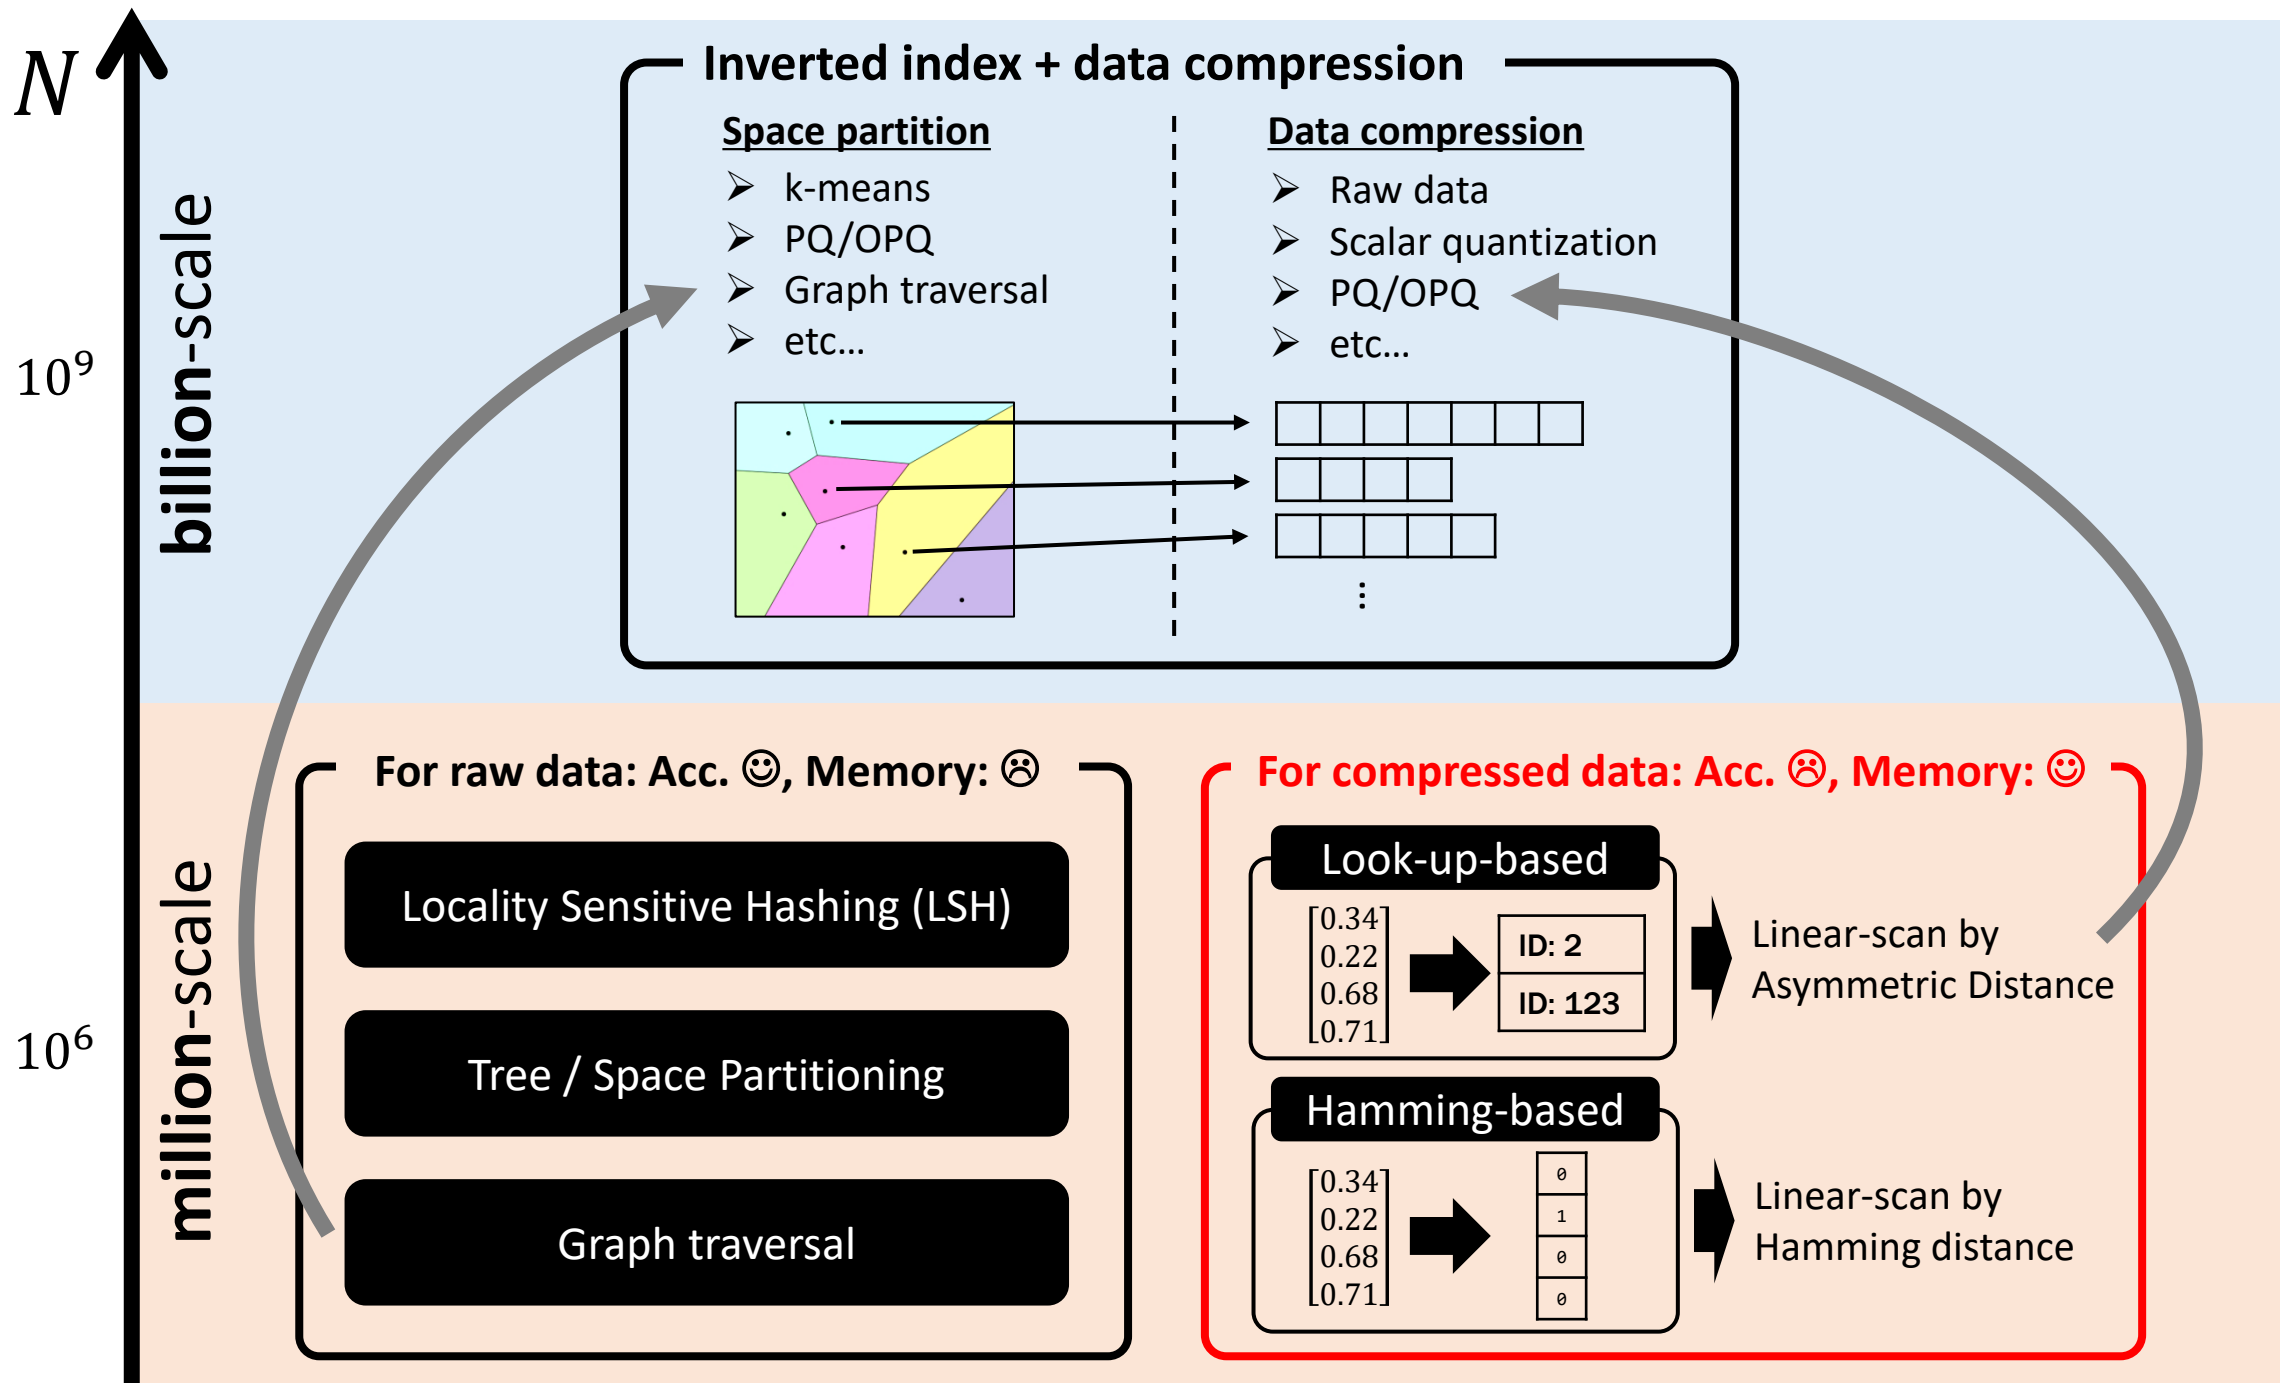 N
10⁹
10⁶
billion-scale
million-scale
Inverted index + data compression
Space partition
➢ k-means
➢ PQ/OPQ
➢ Graph traversal
➢ etc…
Data compression
➢ Raw data
➢ Scalar quantization
➢ PQ/OPQ
➢ etc…
⋮
For raw data: Acc. ☺, Memory: ☹
Locality Sensitive Hashing (LSH)
Tree / Space Partitioning
Graph traversal
For compressed data: Acc. ☹, Memory: ☺
Look-up-based
0.34
0.22
0.68
0.71
ID: 2
ID: 123
Linear-scan by
Asymmetric Distance
Hamming-based
0.34
0.22
0.68
0.71
0
1
0
0
Linear-scan by
Hamming distance